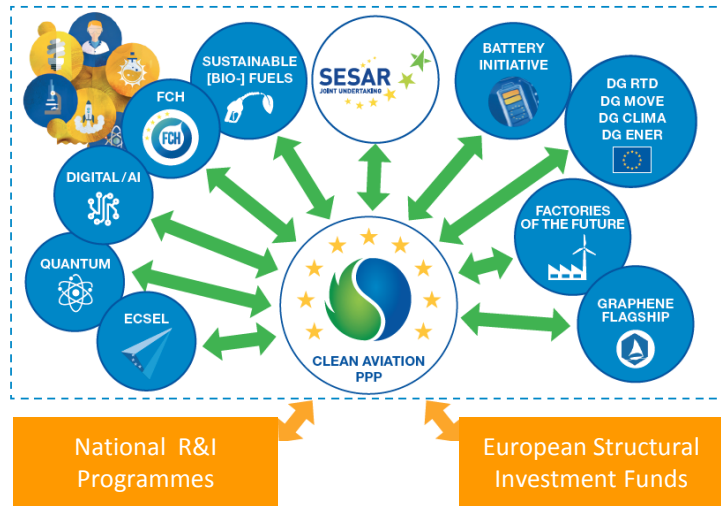 SUSTAINABLE
[BIO-] FUELS
SESAR
JOINT UNDERTAKING
BATTERY
INITIATIVE
DG RTD
DG MOVE
DG CLIMA
DG ENER
FCH
FCH
DIGITAL/AI
FACTORIES
OF THE FUTURE
QUANTUM
GRAPHENE
FLAGSHIP
ECSEL
CLEAN AVIATION
PPP
National R&I
Programmes
European Structural
Investment Funds